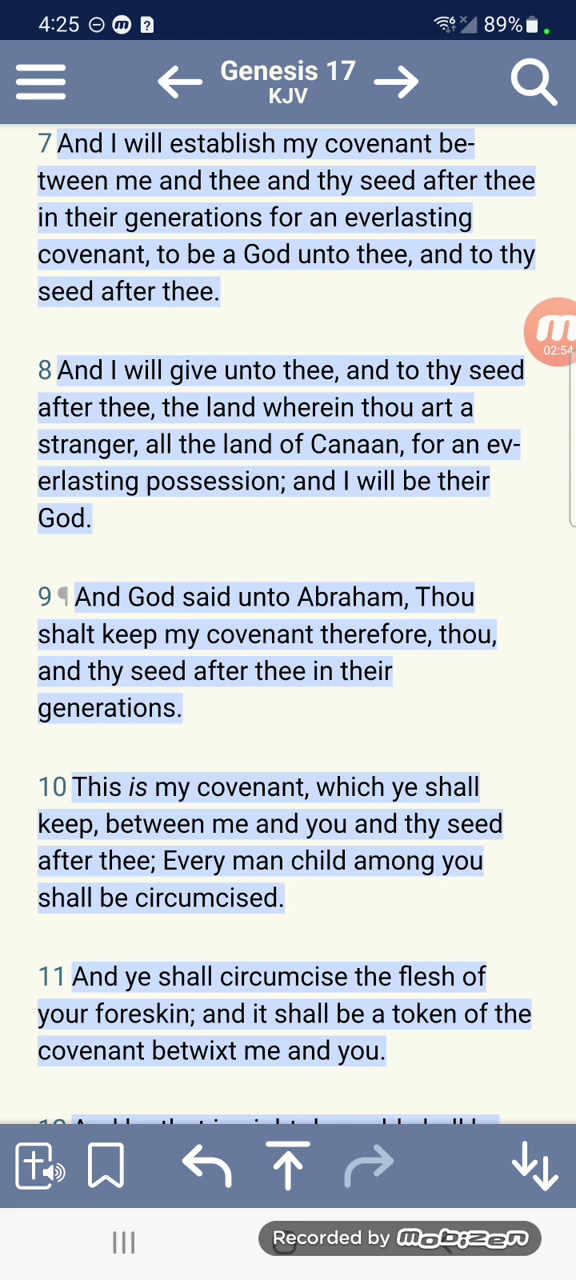 4:25
89%
Genesis 17
KJV
7 And I will establish my covenant be-
tween me and thee and thy seed after thee
in their generations for an everlasting
covenant, to be a God unto thee, and to thy
seed after thee.
02:54
8 And I will give unto thee, and to thy seed
after thee, the land wherein thou art a
stranger, all the land of Canaan, for an ev-
erlasting possession; and I will be their
God.
9 ¶ And God said unto Abraham, Thou
shalt keep my covenant therefore, thou,
and thy seed after thee in their
generations.
10 This is my covenant, which ye shall
keep, between me and you and thy seed
after thee; Every man child among you
shall be circumcised.
11 And ye shall circumcise the flesh of
your foreskin; and it shall be a token of the
covenant betwixt me and you.
Recorded by mobizen